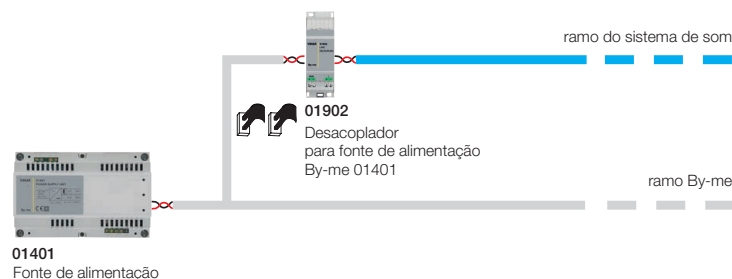 ramo do sistema de som
01902
Desacoplador
para fonte de alimentação
By-me 01401
ramo By-me
01401
Fonte de alimentação